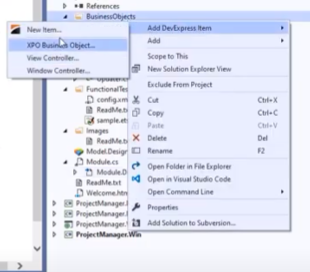 References
BusinessObjects
New Item...
XPO Business Object...
View Controller...
Window Controller...
Add DevExpress Item
Add
Scope to This
New Solution Explorer View
Exclude From Project
Cut Ctrl+X
Copy Ctrl+C
Paste Ctrl+V
Delete Del
Rename F2
Open Folder in File Explorer
Open in Visual Studio Code
Open Command Line
Properties
Add Solution to Subversion...
Updater.c
FunctionalTes
config.xm
ReadMe.t
sample.ets
Images
ReadMe.t
Model.Design
Module.cs
Module.D
ReadMe.txt
Welcome.htm
ProjectManager.
ProjectManager.
ProjectManager.
ProjectManager.Win